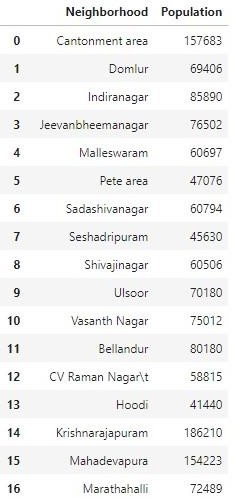 Neighborhood Population
0 Cantonment area 157683
1 Domlur 69406
2 Indiranagar 85890
3 Jeevanbheemanagar 76502
4 Malleswaram 60697
5 Pete area 47076
6 Sadashivanagar 60794
7 Seshadripuram 45630
8 Shivajinagar 60506
9 Ulsoor 70180
10 Vasanth Nagar 75012
11 Bellandur 80180
12 CV Raman Nagar\t 58815
13 Hoodi 41440
14 Krishnarajapuram 186210
15 Mahadevapura 154223
16 Marathahalli 72489